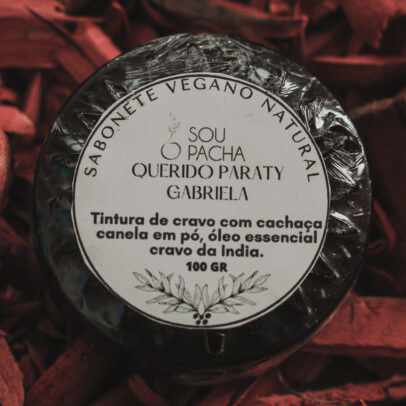 SABONETE VEGANO NATURAL
SOU
PACHA
QUERIDO PARATY
GABRIELA
Tintura de cravo com cachaça
canela em pó, óleo essencial
cravo da India.
100 GR